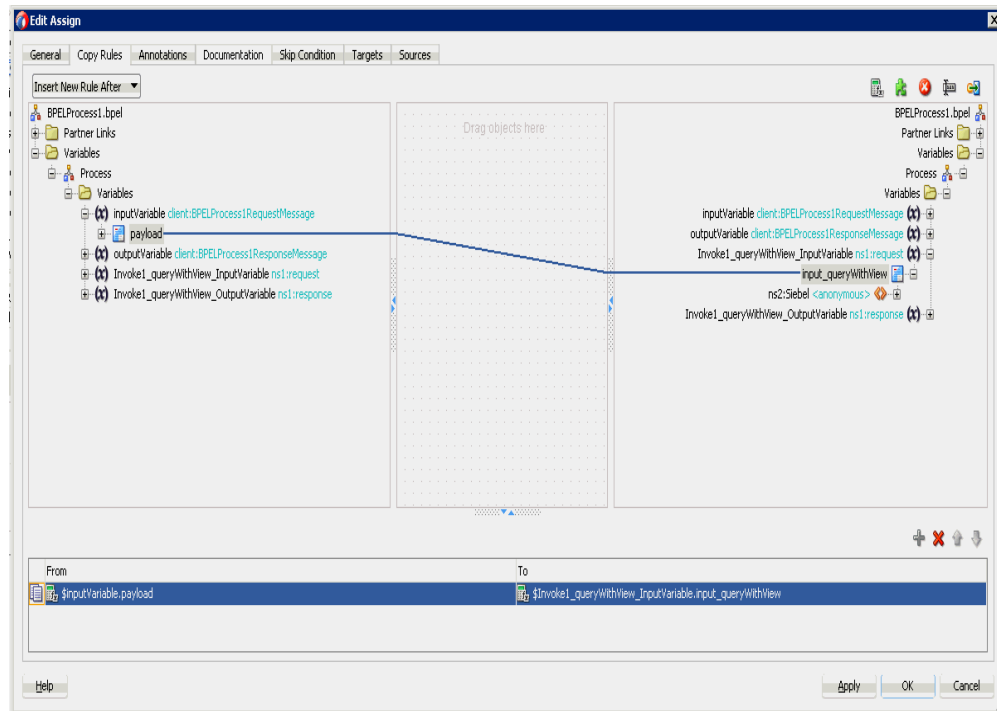 Edit Assign
General Copy Rules Annotations Documentation Skip Condition Targets Sources
Insert New Rule After
BPELProcess1.bpel
Partner Links
Variables
Process
Variables
(x) inputVariable client:BPELProcess1RequestMessage
payload
(x) outputVariable client:BPELProcess1ResponseMessage
(x) Invoke1_queryWithView_InputVariable ns1:request
(x) Invoke1_queryWithView_OutputVariable ns1:response
Drag objects here
BPELProcess1.bpel
Partner Links
Variables
Process
Variables
inputVariable client:BPELProcess1RequestMessage (x)
outputVariable client:BPELProcess1ResponseMessage (x)
Invoke1_queryWithView_InputVariable ns1:request (x)
input_queryWithView
ns2:Siebel <anonymous>
Invoke1_queryWithView_OutputVariable ns1:response (x)
From To
$inputVariable.payload $Invoke1_queryWithView_InputVariable.input_queryWithView
Help Apply OK Cancel